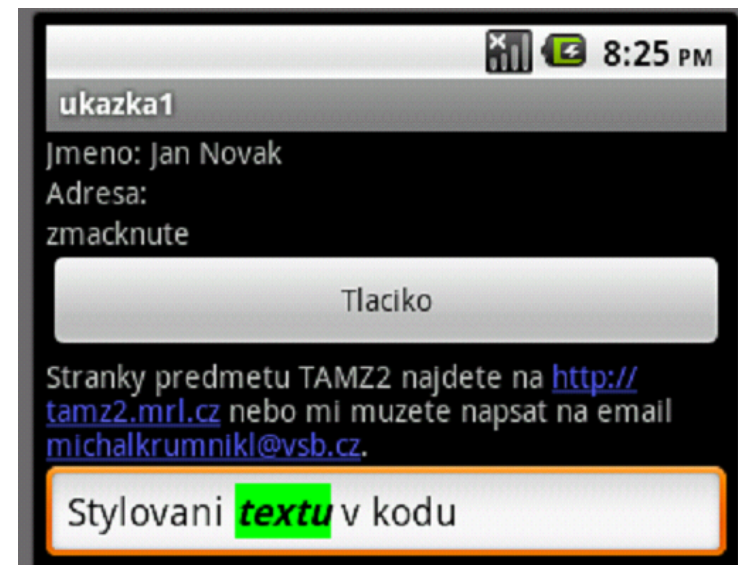 8:25 PM
ukazka1
Jmeno: Jan Novak
Adresa:
zmacknute
Tlaciko
Stranky predmetu TAMZ2 najdete na http://
tamz2.mrl.cz nebo mi muzete napsat na email
michalkrumnikl@vsb.cz.
Stylovani textu v kodu